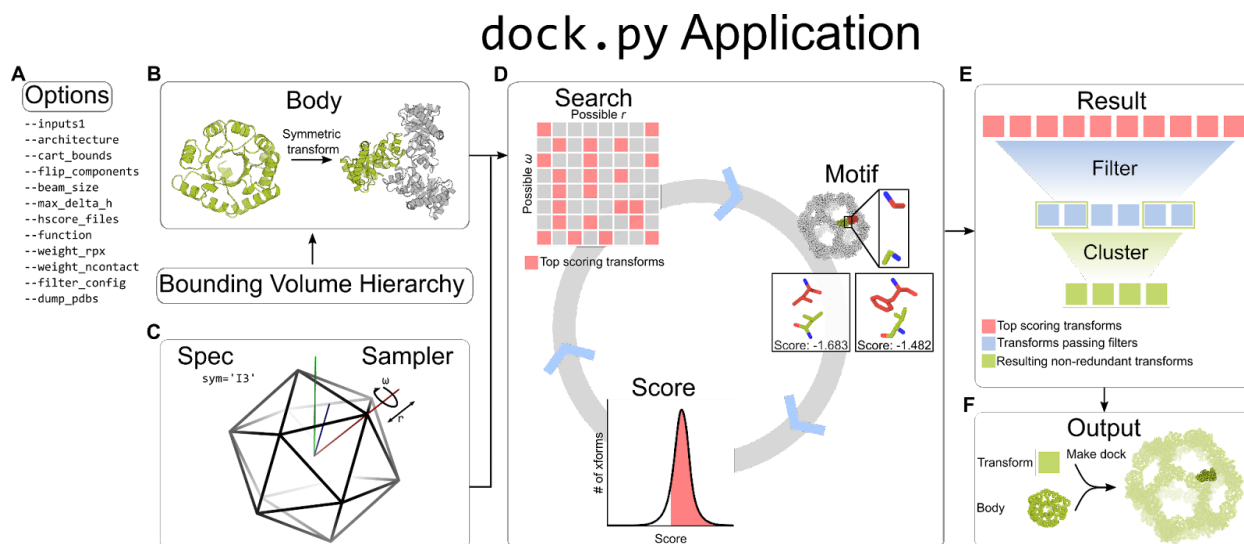 dock.py Application
A
Options
--inputs1
--architecture
--cart_bounds
--flip_components
--beam_size
--max_delta_h
--hscore_files
--function
--weight_rpx
--weight_ncontact
--filter_config
--dump_pdbs
B
Body
Symmetric
transform
Bounding Volume Hierarchy
C
Spec
Sampler
sym='I3'
ω
r
D
Search
Possible r
Possible ω
Top scoring transforms
Motif
Score: -1.683
Score: -1.482
Score
# of xforms
Score
E
Result
Filter
Cluster
Top scoring transforms
Transforms passing filters
Resulting non-redundant transforms
F
Output
Transform
Make dock
Body